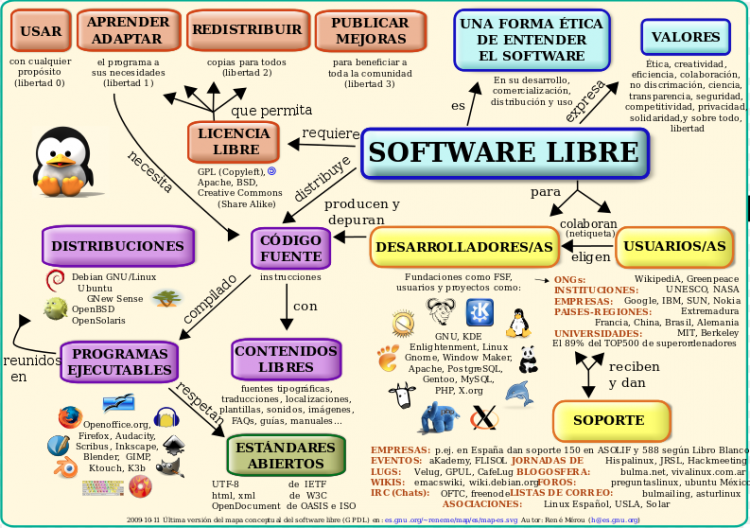 USAR
con cualquier
propósito
(libertad 0)
APRENDER
ADAPTAR
el programa a
sus necesidades
(libertad 1)
REDISTRIBUIR
copias para todos
(libertad 2)
PUBLICAR
MEJORAS
para beneficiar a
toda la comunidad
(libertad 3)
UNA FORMA ÉTICA
DE ENTENDER
EL SOFTWARE
En su desarrollo,
comercialización,
distribución y uso
VALORES
Ética, creatividad,
eficiencia, colaboración,
no discrimación, ciencia,
transparencia, seguridad,
competitividad, privacidad,
solidaridad,y sobre todo,
libertad
que permita
es
expresa
LICENCIA
LIBRE
requiere
SOFTWARE LIBRE
GPL (Copyleft),
Apache, BSD,
Creative Commons
(Share Alike)
necesita
distribuye
para
producen y
depuran
colaboran
(netiqueta)
eligen
DISTRIBUCIONES
CÓDIGO
FUENTE
instrucciones
DESARROLLADORES/AS
USUARIOS/AS
Debian GNU/Linux
Ubuntu
GNew Sense
OpenBSD
OpenSolaris
compilado
con
Fundaciones como FSF,
usuarios y proyectos como:
GNU, KDE
Enlightenment, Linux
Gnome, Window Maker,
Apache, PostgreSQL,
Gentoo, MySQL,
PHP, X.org
ONGs: WikipediA, Greenpeace
INSTITUCIONES: UNESCO, NASA
EMPRESAS: Google, IBM, SUN, Nokia
PAISES-REGIONES: Extremadura
Francia, China, Brasil, Alemania
UNIVERSIDADES: MIT, Berkeley
El 89% del TOP500 de superordenadores
reunidos
en
PROGRAMAS
EJECUTABLES
CONTENIDOS
LIBRES
fuentes tipográficas,
traducciones, localizaciones,
plantillas, sonidos, imágenes,
FAQs, guías, manuales...
respetan
reciben
y dan
SOPORTE
Openoffice.org,
Firefox, Audacity,
Scribus, Inkscape,
Blender, GIMP,
Ktouch, K3b
ESTÁNDARES
ABIERTOS
UTF-8 de IETF
html, xml de W3C
OpenDocument de OASIS e ISO
EMPRESAS: p.ej. en España dan soporte 150 en ASOLIF y 588 según Libro Blanco
EVENTOS: aKademy, FLISOL JORNADAS DE Hispalinux, JRSL, Hackmeeting
LUGS: Velug, GPUL, CafeLug BLOGOSFERA: bulma.net, vivalinux.com.ar
WIKIS: emacswiki, wiki.debian.org FOROS: preguntaslinux, ubuntu México
IRC (Chats): OFTC, freenode LISTAS DE CORREO: bulmailing, asturlinux
ASOCIACIONES: Linux Español, USLA, Solar
2009-10-11 Última versión del mapa conceptual del software libre (GPDL) en: es.gnu.org/~reneme/map/es/mapes.svg Autor: René Mérou (h@es.gnu.org)